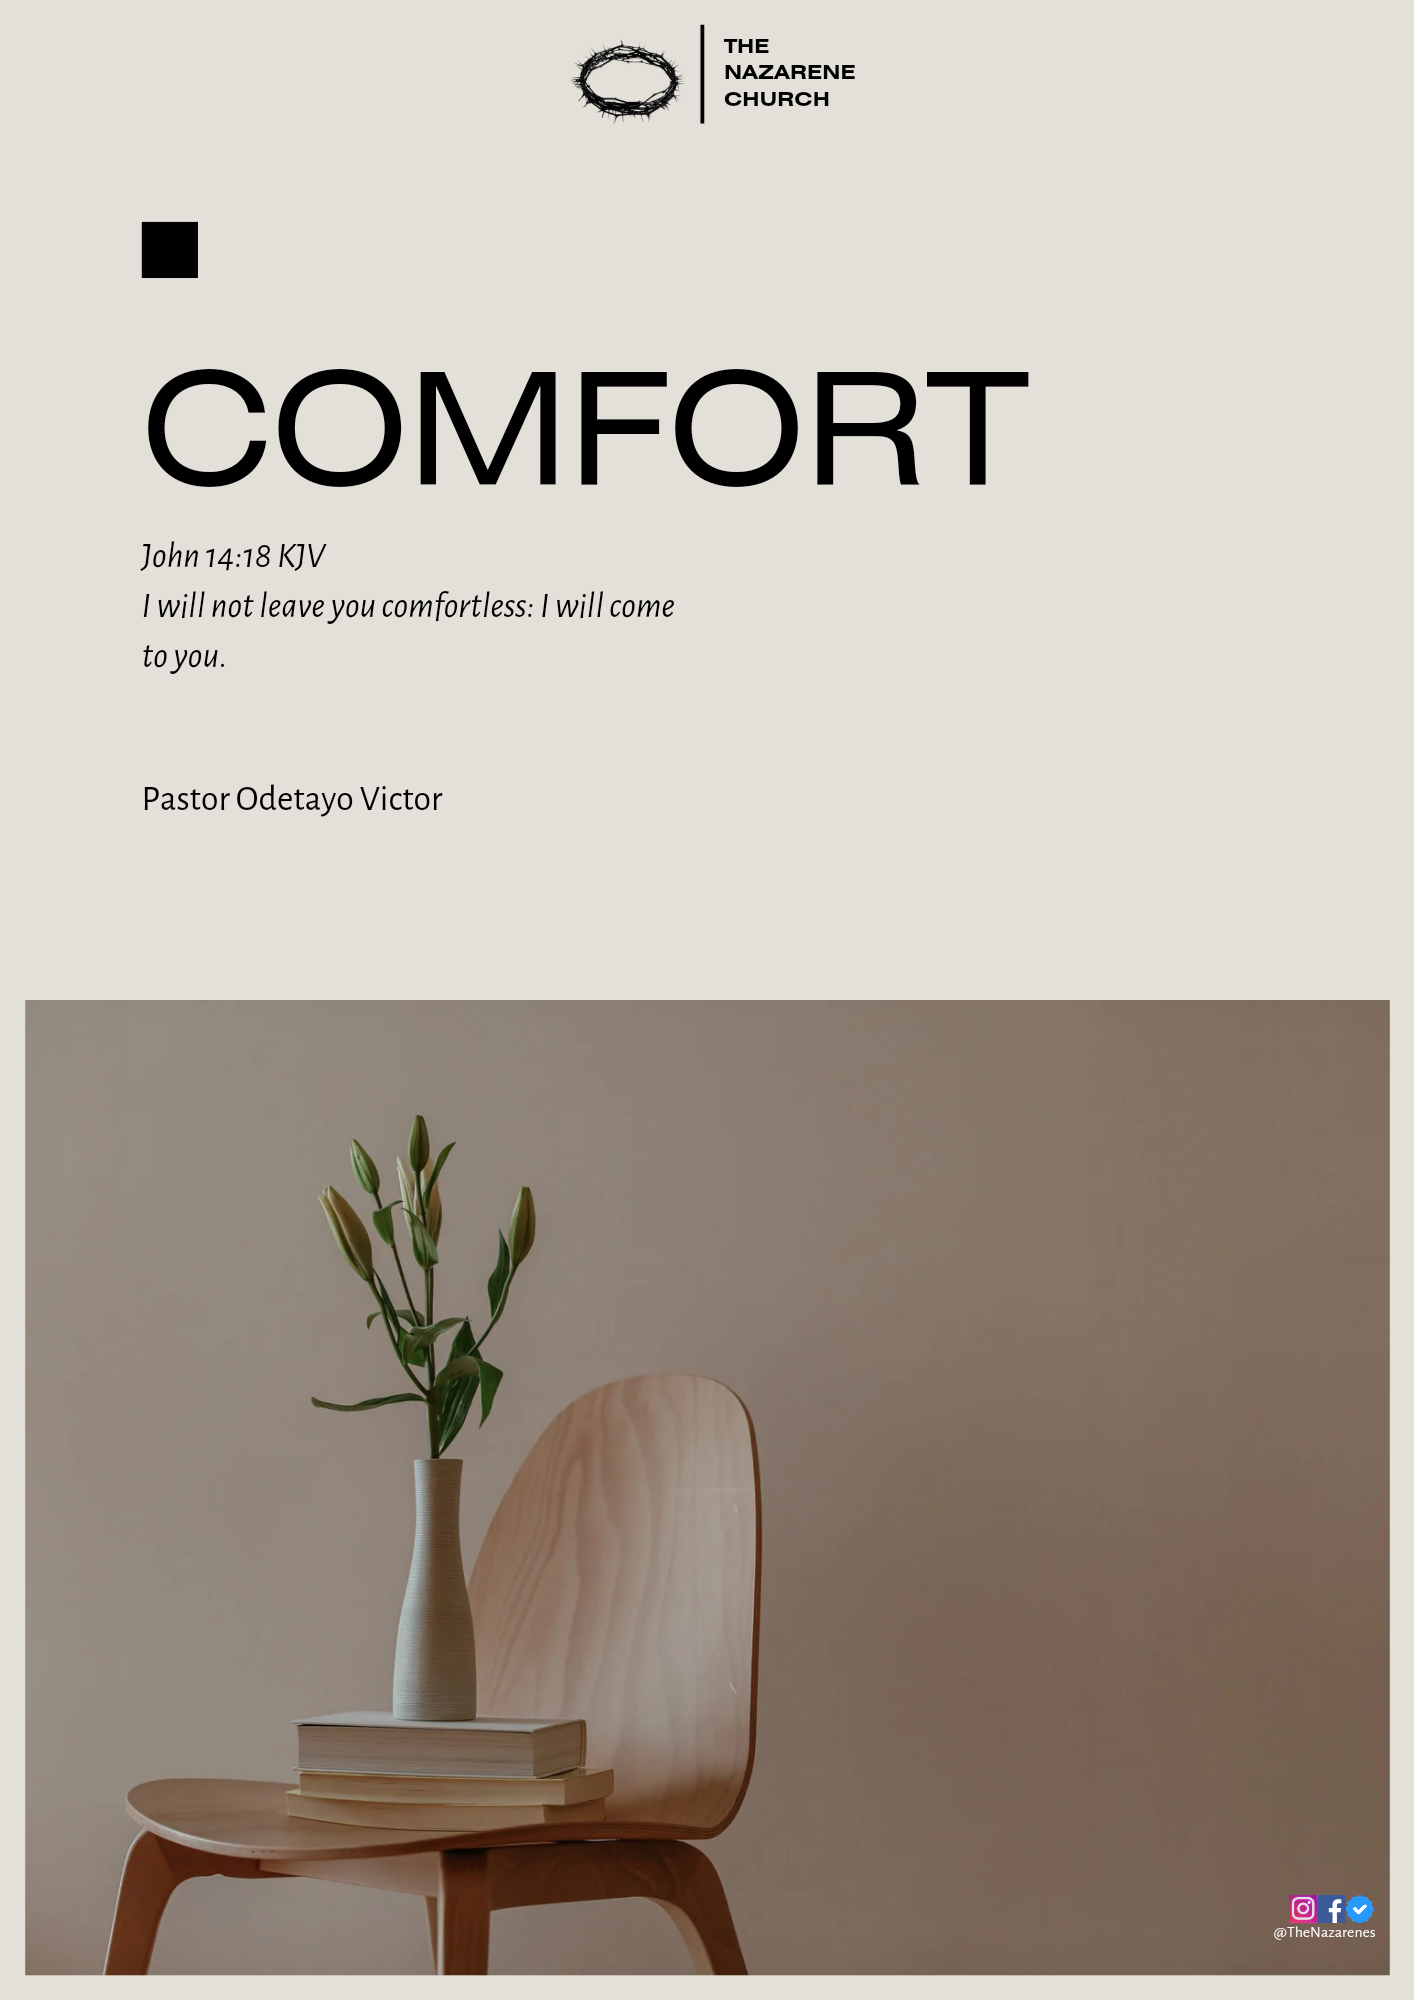 THE
NAZARENE
CHURCH
COMFORT
John 14:18 KJV
I will not leave you comfortless: I will come
to you.
Pastor Odetayo Victor
@TheNazarenes